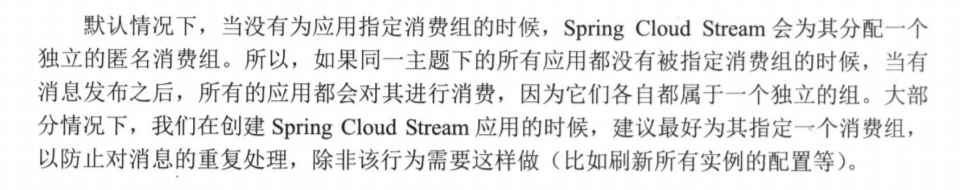 默认情况下，当没有为应用指定消费组的时候，Spring Cloud Stream 会为其分配一个
独立的匿名消费组。所以，如果同一主题下的所有应用都没有被指定消费组的时候，当有
消息发布之后，所有的应用都会对其进行消费，因为它们各自都属于一个独立的组。大部
分情况下，我们在创建 Spring Cloud Stream 应用的时候，建议最好为其指定一个消费组，
以防止对消息的重复处理，除非该行为需要这样做（比如刷新所有实例的配置等）。